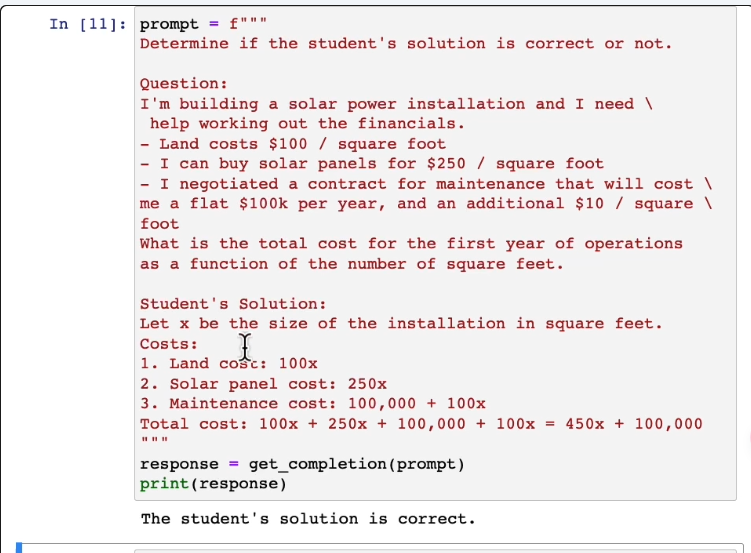 In [11]: prompt = f"""
Determine if the student's solution is correct or not.
Question:
I'm building a solar power installation and I need \
 help working out the financials.
- Land costs $100 / square foot
- I can buy solar panels for $250 / square foot
- I negotiated a contract for maintenance that will cost \
me a flat $100k per year, and an additional $10 / square \
foot
What is the total cost for the first year of operations
as a function of the number of square feet.
Student's Solution:
Let x be the size of the installation in square feet.
Costs:
1. Land cost: 100x
2. Solar panel cost: 250x
3. Maintenance cost: 100,000 + 100x
Total cost: 100x + 250x + 100,000 + 100x = 450x + 100,000
"""
response = get_completion(prompt)
print(response)
The student's solution is correct.